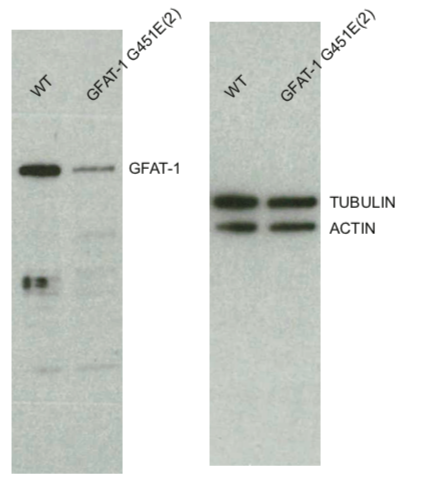 WT
GFAT-1 G451E(2)
GFAT-1
WT
GFAT-1 G451E(2)
TUBULIN
ACTIN